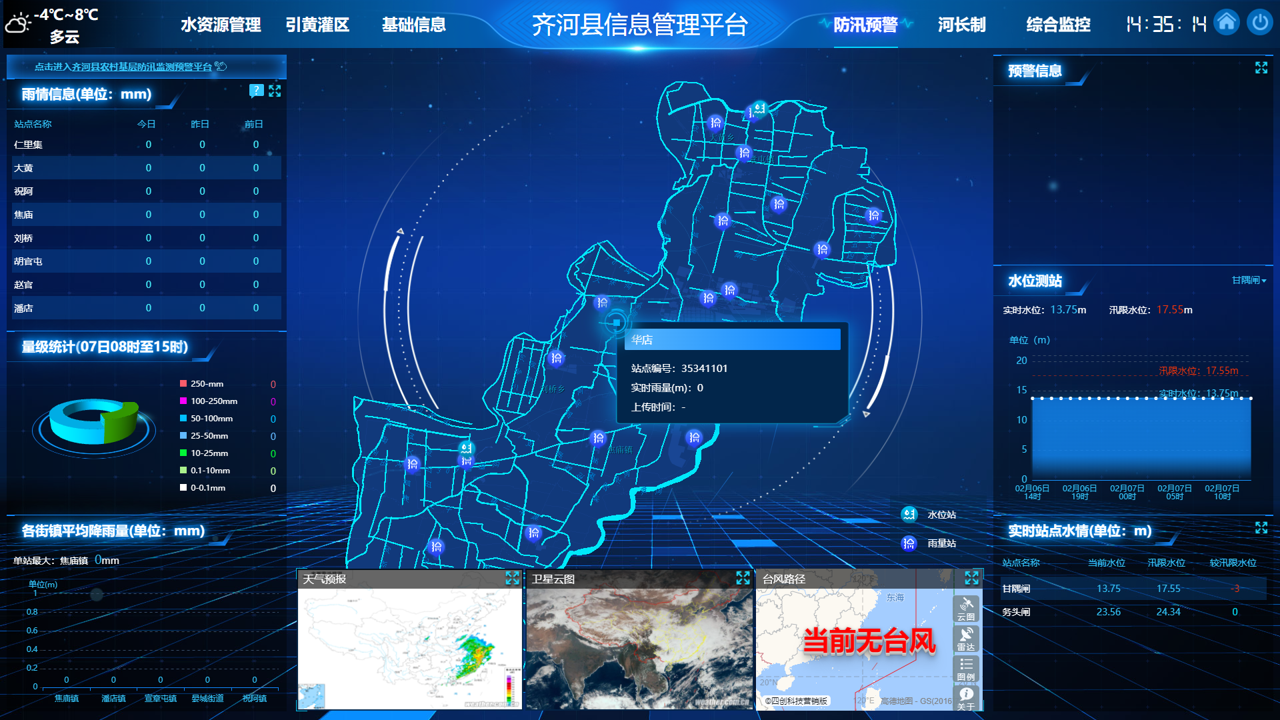 -4℃~8℃
多云
水资源管理
引黄灌区
基础信息
齐河县信息管理平台
防汛预警
河长制
综合监控
14:35:14
点击进入齐河县农村基层防汛监测预警平台
雨情信息(单位：mm)
?
站点名称 今日 昨日 前日
仁里集 0 0 0
大黄 0 0 0
祝阿 0 0 0
焦庙 0 0 0
刘桥 0 0 0
胡官屯 0 0 0
赵官 0 0 0
潘店 0 0 0
量级统计(07日08时至15时)
250-mm 0
100-250mm 0
50-100mm 0
25-50mm 0
10-25mm 0
0.1-10mm 0
0-0.1mm 0
各街镇平均降雨量(单位：mm)
单站最大：焦庙镇 0mm
单位(m)
1
0.8
0.6
0.4
0.2
0
0 0 0 0 0
焦庙镇 潘店镇 宣章屯镇 晏城街道 祝阿镇
华店
站点编号：35341101
实时雨量(m)：0
上传时间：-
水位站
雨量站
天气预报
卫星云图
台风路径
东海
当前无台风
云图
雷达
图例
关于
20°N
20°E
©四创科技营销版
高德地图 - GS(2016
预警信息
水位测站
甘隅闸
实时水位：13.75m 汛限水位：17.55m
单位（m）
20
15
10
5
0
汛限水位：17.55m
实时水位：13.75m
02月06日 02月06日 02月07日 02月07日 02月07日
14时 19时 00时 05时 10时
实时站点水情(单位：m)
站点名称 当前水位 汛限水位 较汛限水位
甘隅闸 13.75 17.55 -3
务头闸 23.56 24.34 0